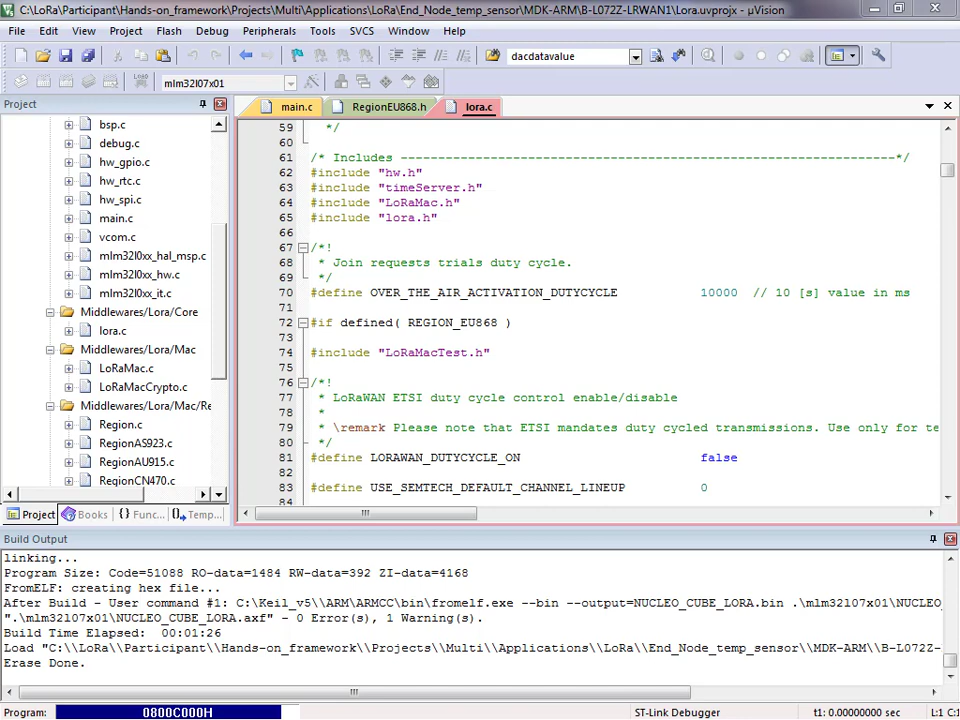 C:\LoRa\Participant\Hands-on_framework\Projects\Multi\Applications\LoRa\End_Node_temp_sensor\MDK-ARM\B-L072Z-LRWAN1\Lora.uvprojx - µVision
File Edit View Project Flash Debug Peripherals Tools SVCS Window Help
dacdatavalue
LOAD mlm32l07x01
Project
main.c RegionEU868.h lora.c
bsp.c
debug.c
hw_gpio.c
hw_rtc.c
hw_spi.c
main.c
vcom.c
mlm32l0xx_hal_msp.c
mlm32l0xx_hw.c
mlm32l0xx_it.c
Middlewares/Lora/Core
lora.c
Middlewares/Lora/Mac
LoRaMac.c
LoRaMacCrypto.c
Middlewares/Lora/Mac/Re
Region.c
RegionAS923.c
RegionAU915.c
RegionCN470.c
Project Books {} Func... Temp...
59 */
60
61 /* Includes ------------------------------------------------------------------*/
62 #include "hw.h"
63 #include "timeServer.h"
64 #include "LoRaMac.h"
65 #include "lora.h"
66
67 /*!
68 * Join requests trials duty cycle.
69 */
70 #define OVER_THE_AIR_ACTIVATION_DUTYCYCLE 10000 // 10 [s] value in ms
71
72 #if defined( REGION_EU868 )
73
74 #include "LoRaMacTest.h"
75
76 /*!
77 * LoRaWAN ETSI duty cycle control enable/disable
78 *
79 * \remark Please note that ETSI mandates duty cycled transmissions. Use only for te
80 */
81 #define LORAWAN_DUTYCYCLE_ON false
82
83 #define USE_SEMTECH_DEFAULT_CHANNEL_LINEUP 0
84
Build Output
linking...
Program Size: Code=51088 RO-data=1484 RW-data=392 ZI-data=4168
FromELF: creating hex file...
After Build - User command #1: C:\Keil_v5\\ARM\ARMCC\bin\fromelf.exe --bin --output=NUCLEO_CUBE_LORA.bin .\mlm32l07x01\NUCLEO_
".\mlm32l07x01\NUCLEO_CUBE_LORA.axf" - 0 Error(s), 1 Warning(s).
Build Time Elapsed: 00:01:26
Load "C:\\LoRa\\Participant\\Hands-on_framework\\Projects\\Multi\\Applications\\LoRa\\End_Node_temp_sensor\\MDK-ARM\\B-L072Z-
Erase Done.
Program: 0800C000H ST-Link Debugger t1: 0.00000000 sec L:1 C:1